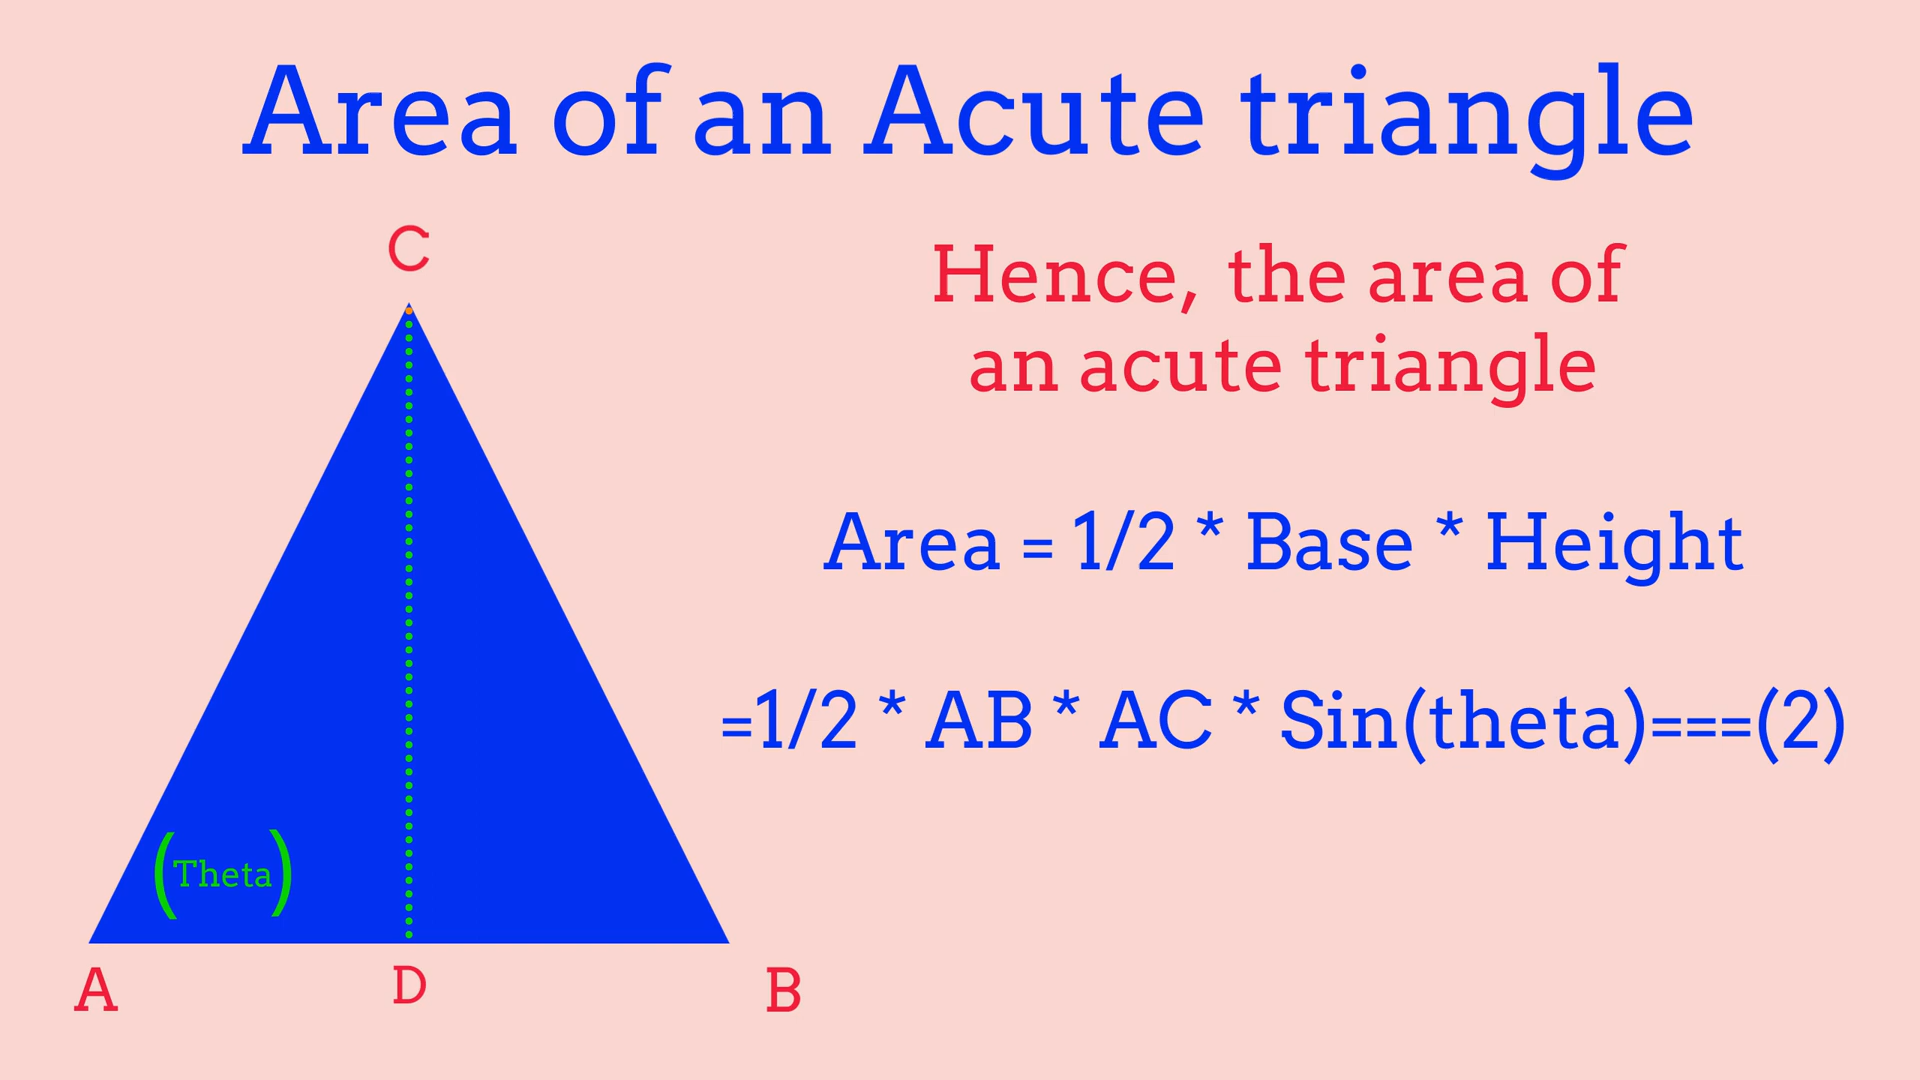 Area of an Acute triangle
C
Hence, the area of
an acute triangle
Area = 1/2 * Base * Height
=1/2 * AB * AC * Sin(theta)===(2)
(Theta)
A
D
B